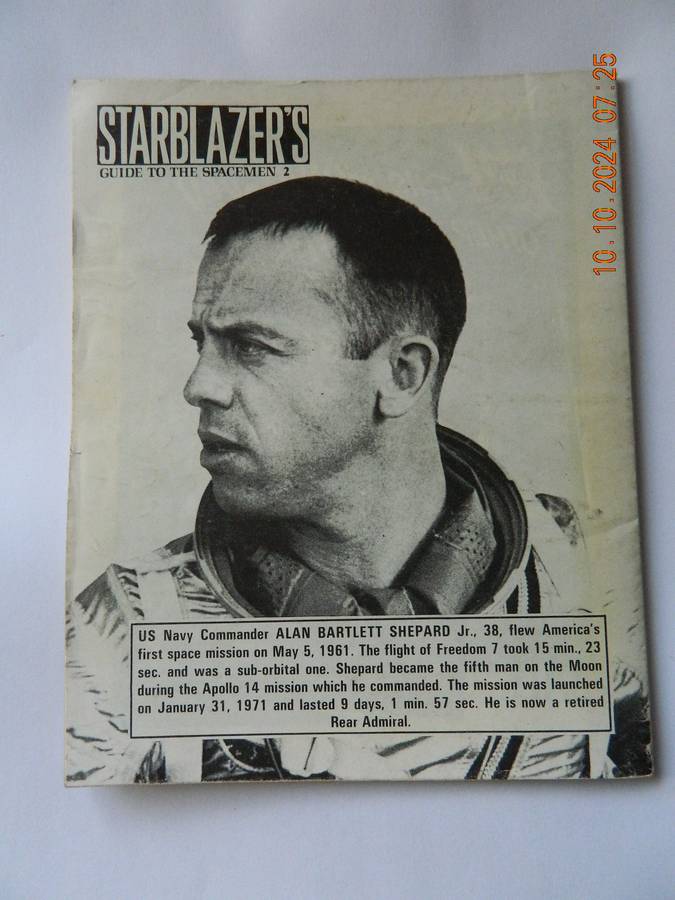 STARBLAZER'S
GUIDE TO THE SPACEMEN 2
10.10.2024 07:25
US Navy Commander ALAN BARTLETT SHEPARD Jr., 38, flew America's
first space mission on May 5, 1961. The flight of Freedom 7 took 15 min., 23
sec. and was a sub-orbital one. Shepard became the fifth man on the Moon
during the Apollo 14 mission which he commanded. The mission was launched
on January 31, 1971 and lasted 9 days, 1 min. 57 sec. He is now a retired
Rear Admiral.